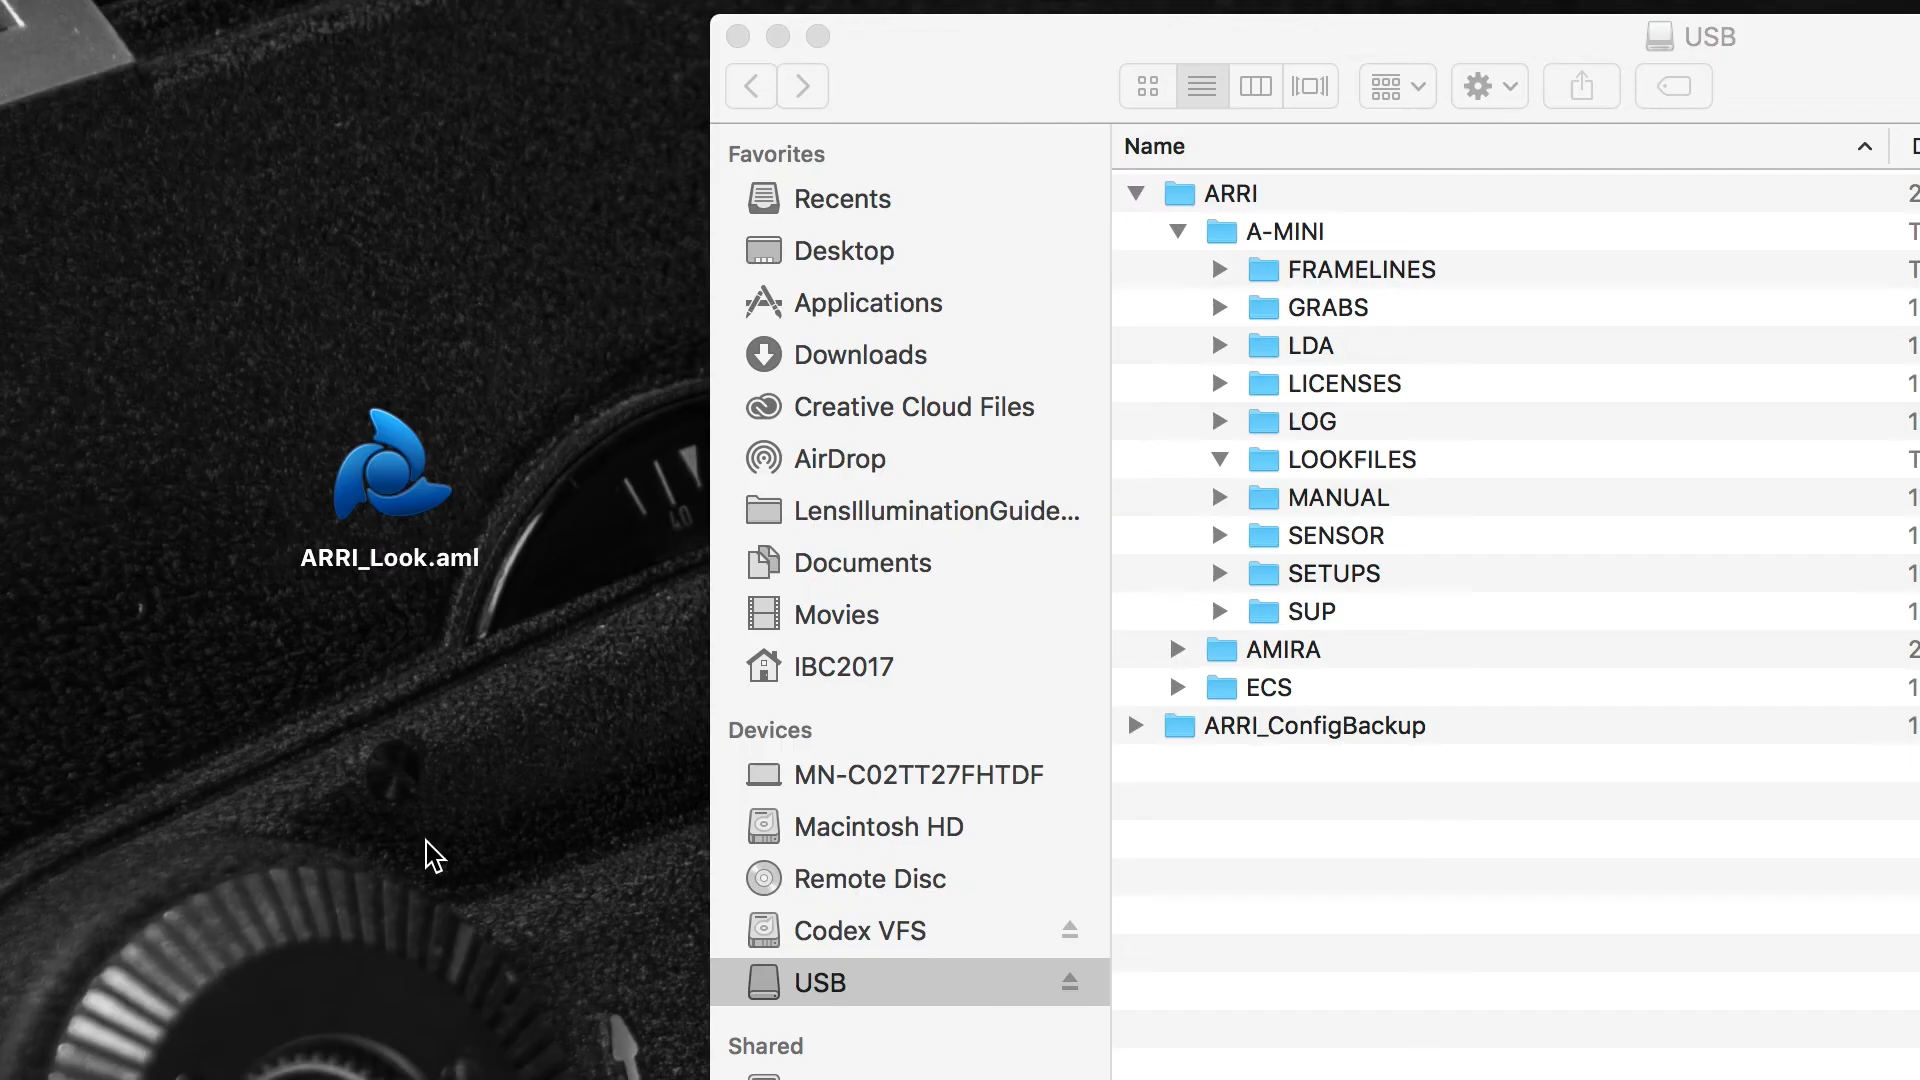 USB
Favorites
Recents
Desktop
Applications
Downloads
Creative Cloud Files
AirDrop
LensIlluminationGuide...
Documents
Movies
IBC2017
Devices
MN-C02TT27FHTDF
Macintosh HD
Remote Disc
Codex VFS
USB
Shared
Name
ARRI
A-MINI
FRAMELINES
GRABS
LDA
LICENSES
LOG
LOOKFILES
MANUAL
SENSOR
SETUPS
SUP
AMIRA
ECS
ARRI_ConfigBackup
ARRI_Look.aml